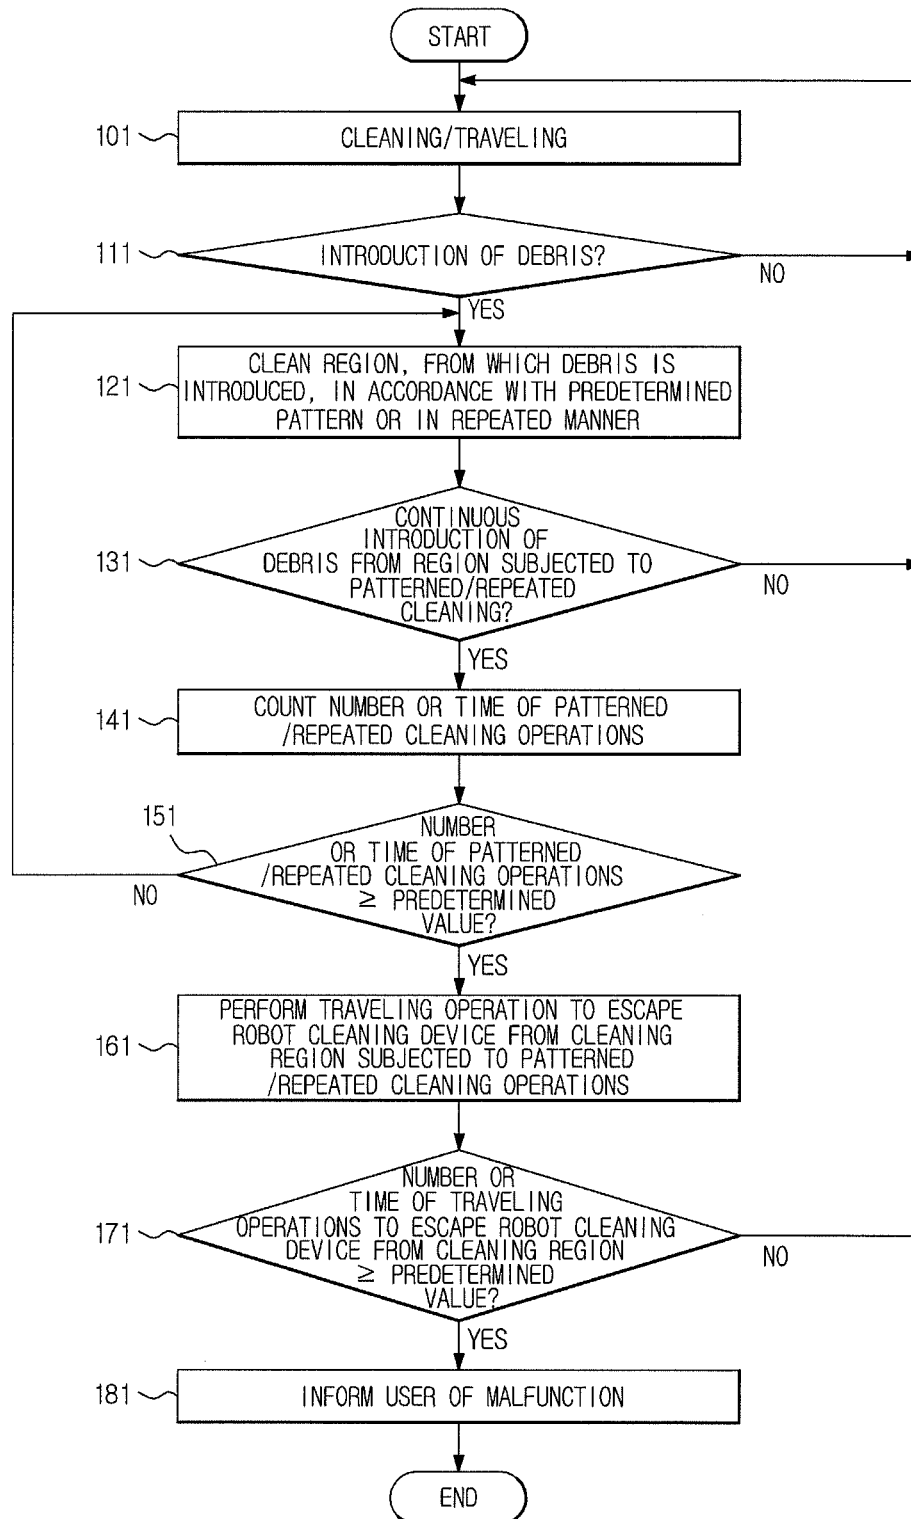 START
101
CLEANING/TRAVELING
111
INTRODUCTION OF DEBRIS?
NO
YES
121
CLEAN REGION, FROM WHICH DEBRIS IS
INTRODUCED, IN ACCORDANCE WITH PREDETERMINED
PATTERN OR IN REPEATED MANNER
131
CONTINUOUS
INTRODUCTION OF
DEBRIS FROM REGION SUBJECTED TO
PATTERNED/REPEATED
CLEANING?
NO
YES
141
COUNT NUMBER OR TIME OF PATTERNED
/REPEATED CLEANING OPERATIONS
151
NUMBER
OR TIME OF PATTERNED
/REPEATED CLEANING OPERATIONS
≥ PREDETERMINED
VALUE?
NO
YES
161
PERFORM TRAVELING OPERATION TO ESCAPE
ROBOT CLEANING DEVICE FROM CLEANING
REGION SUBJECTED TO PATTERNED
/REPEATED CLEANING OPERATIONS
171
NUMBER OR
TIME OF TRAVELING
OPERATIONS TO ESCAPE ROBOT CLEANING
DEVICE FROM CLEANING REGION
≥ PREDETERMINED
VALUE?
NO
YES
181
INFORM USER OF MALFUNCTION
END